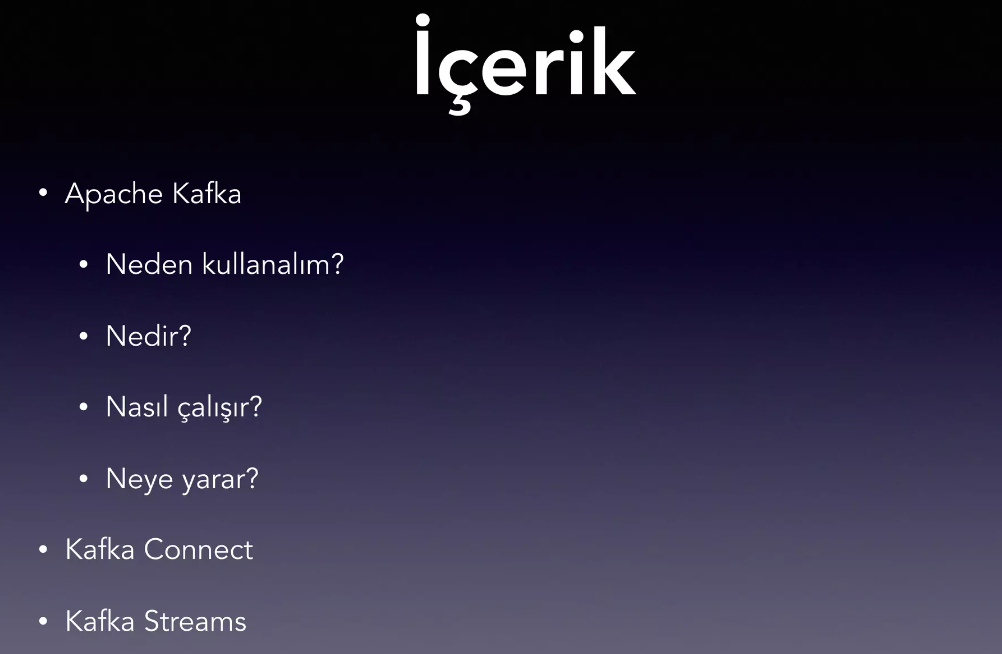 İçerik
• Apache Kafka
• Neden kullanalım?
• Nedir?
• Nasıl çalışır?
• Neye yarar?
• Kafka Connect
• Kafka Streams